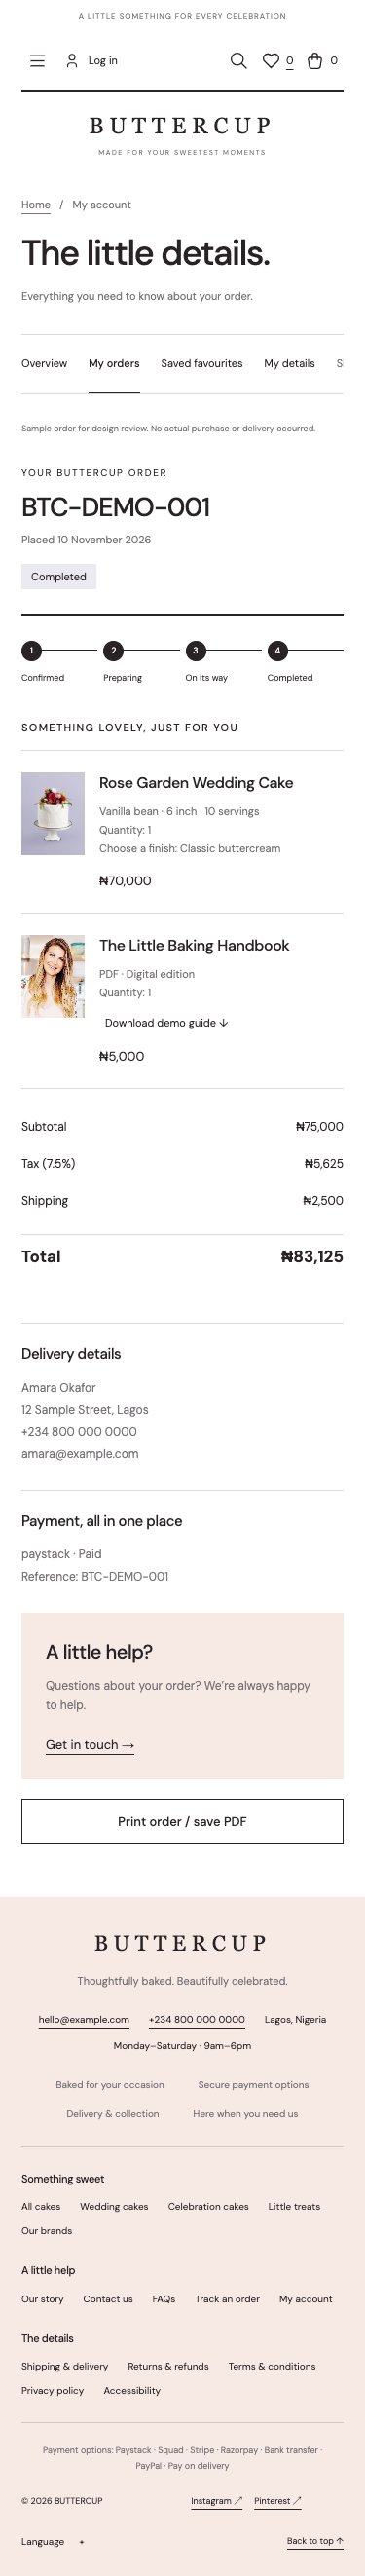 A LITTLE SOMETHING FOR EVERY CELEBRATION
Log in
0
0
BUTTERCUP
MADE FOR YOUR SWEETEST MOMENTS
Home / My account
The little details.
Everything you need to know about your order.
Overview My orders Saved favourites My details
Sample order for design review. No actual purchase or delivery occurred.
YOUR BUTTERCUP ORDER
BTC-DEMO-001
Placed 10 November 2026
Completed
1 2 3 4
Confirmed Preparing On its way Completed
SOMETHING LOVELY, JUST FOR YOU
Rose Garden Wedding Cake
Vanilla bean · 6 inch · 10 servings
Quantity: 1
Choose a finish: Classic buttercream
₦70,000
The Little Baking Handbook
PDF · Digital edition
Quantity: 1
Download demo guide ↓
₦5,000
Subtotal ₦75,000
Tax (7.5%) ₦5,625
Shipping ₦2,500
Total ₦83,125
Delivery details
Amara Okafor
12 Sample Street, Lagos
+234 800 000 0000
amara@example.com
Payment, all in one place
paystack · Paid
Reference: BTC-DEMO-001
A little help?
Questions about your order? We’re always happy
to help.
Get in touch →
Print order / save PDF
BUTTERCUP
Thoughtfully baked. Beautifully celebrated.
hello@example.com +234 800 000 0000 Lagos, Nigeria
Monday–Saturday · 9am–6pm
Baked for your occasion Secure payment options
Delivery & collection Here when you need us
Something sweet
All cakes Wedding cakes Celebration cakes Little treats
Our brands
A little help
Our story Contact us FAQs Track an order My account
The details
Shipping & delivery Returns & refunds Terms & conditions
Privacy policy Accessibility
Payment options: Paystack · Squad · Stripe · Razorpay · Bank transfer ·
PayPal · Pay on delivery
© 2026 BUTTERCUP Instagram ↗ Pinterest ↗
Language + Back to top ↑